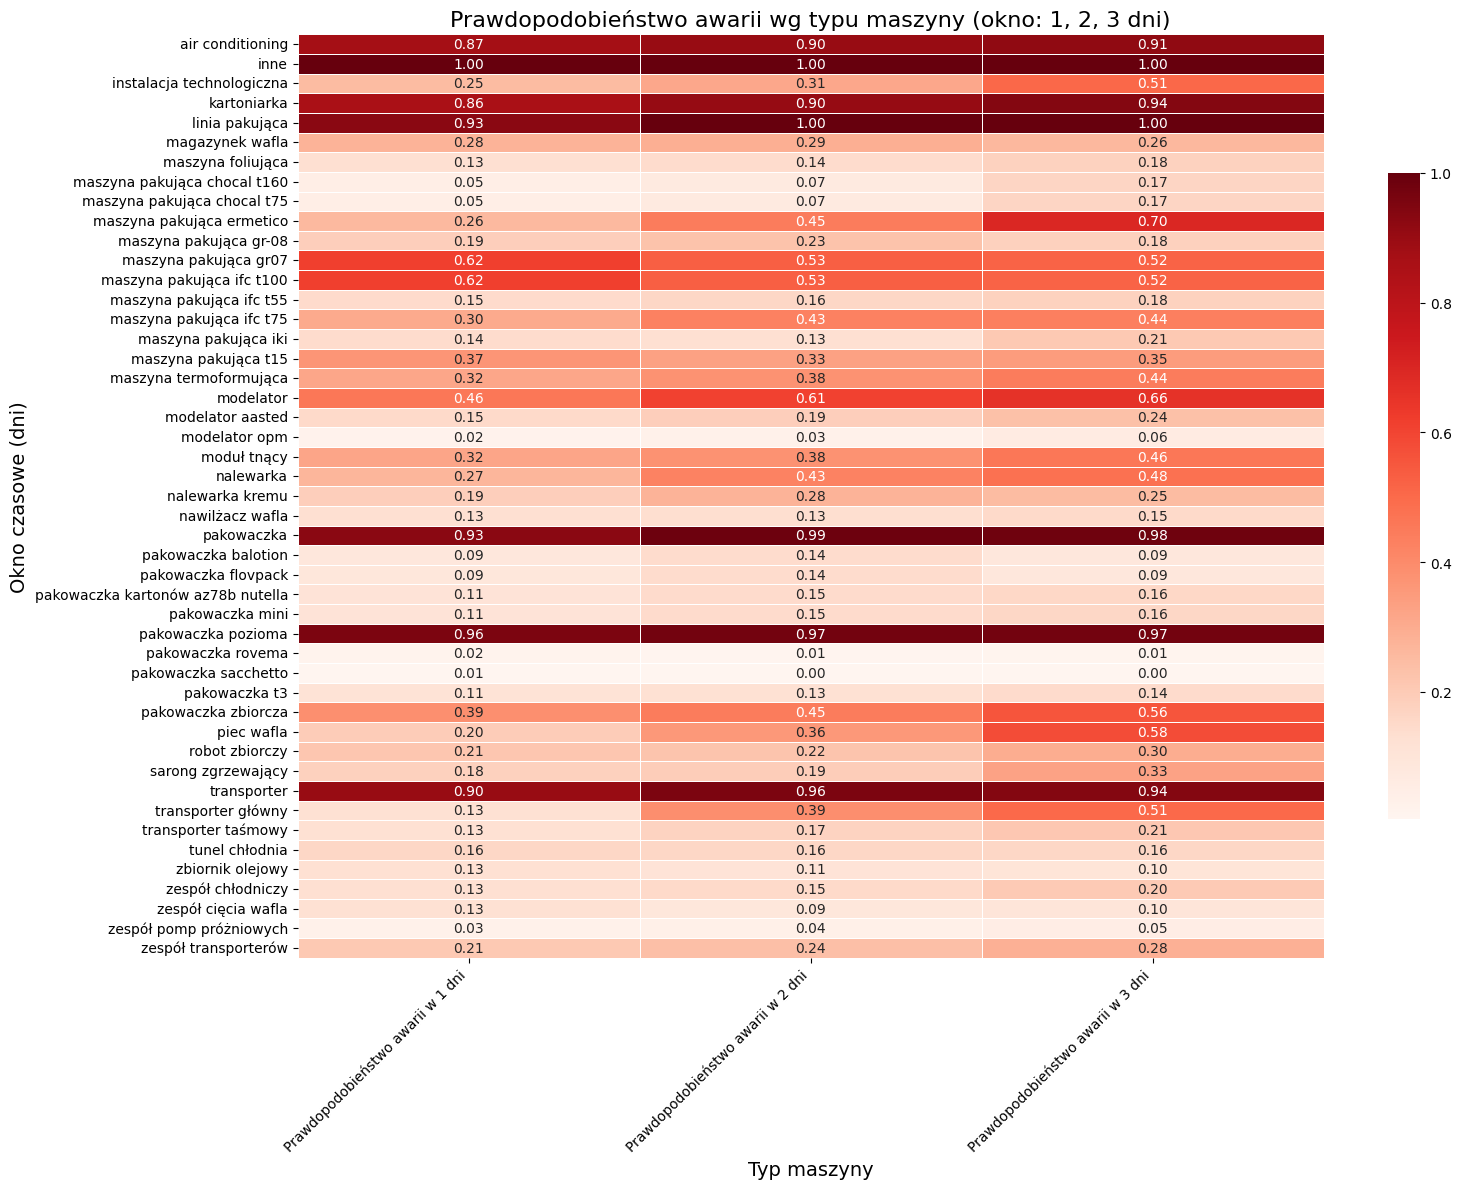 Prawdopodobieństwo awarii wg typu maszyny (okno: 1, 2, 3 dni)
air conditioning 0.87 0.90 0.91
inne 1.00 1.00 1.00
instalacja technologiczna 0.25 0.31 0.51
kartoniarka 0.86 0.90 0.94
linia pakująca 0.93 1.00 1.00
magazynek wafla 0.28 0.29 0.26
maszyna foliująca 0.13 0.14 0.18
maszyna pakująca chocal t160 0.05 0.07 0.17
maszyna pakująca chocal t75 0.05 0.07 0.17
maszyna pakująca ermetico 0.26 0.45 0.70
maszyna pakująca gr-08 0.19 0.23 0.18
maszyna pakująca gr07 0.62 0.53 0.52
maszyna pakująca ifc t100 0.62 0.53 0.52
maszyna pakująca ifc t55 0.15 0.16 0.18
maszyna pakująca ifc t75 0.30 0.43 0.44
maszyna pakująca iki 0.14 0.13 0.21
maszyna pakująca t15 0.37 0.33 0.35
maszyna termoformująca 0.32 0.38 0.44
modelator 0.46 0.61 0.66
modelator aasted 0.15 0.19 0.24
modelator opm 0.02 0.03 0.06
moduł tnący 0.32 0.38 0.46
nalewarka 0.27 0.43 0.48
nalewarka kremu 0.19 0.28 0.25
nawilżacz wafla 0.13 0.13 0.15
pakowaczka 0.93 0.99 0.98
pakowaczka balotion 0.09 0.14 0.09
pakowaczka flovpack 0.09 0.14 0.09
pakowaczka kartonów az78b nutella 0.11 0.15 0.16
pakowaczka mini 0.11 0.15 0.16
pakowaczka pozioma 0.96 0.97 0.97
pakowaczka rovema 0.02 0.01 0.01
pakowaczka sacchetto 0.01 0.00 0.00
pakowaczka t3 0.11 0.13 0.14
pakowaczka zbiorcza 0.39 0.45 0.56
piec wafla 0.20 0.36 0.58
robot zbiorczy 0.21 0.22 0.30
sarong zgrzewający 0.18 0.19 0.33
transporter 0.90 0.96 0.94
transporter główny 0.13 0.39 0.51
transporter taśmowy 0.13 0.17 0.21
tunel chłodnia 0.16 0.16 0.16
zbiornik olejowy 0.13 0.11 0.10
zespół chłodniczy 0.13 0.15 0.20
zespół cięcia wafla 0.13 0.09 0.10
zespół pomp próżniowych 0.03 0.04 0.05
zespół transporterów 0.21 0.24 0.28
Okno czasowe (dni)
Prawdopodobieństwo awarii w 1 dni
Prawdopodobieństwo awarii w 2 dni
Prawdopodobieństwo awarii w 3 dni
Typ maszyny
1.0
0.8
0.6
0.4
0.2